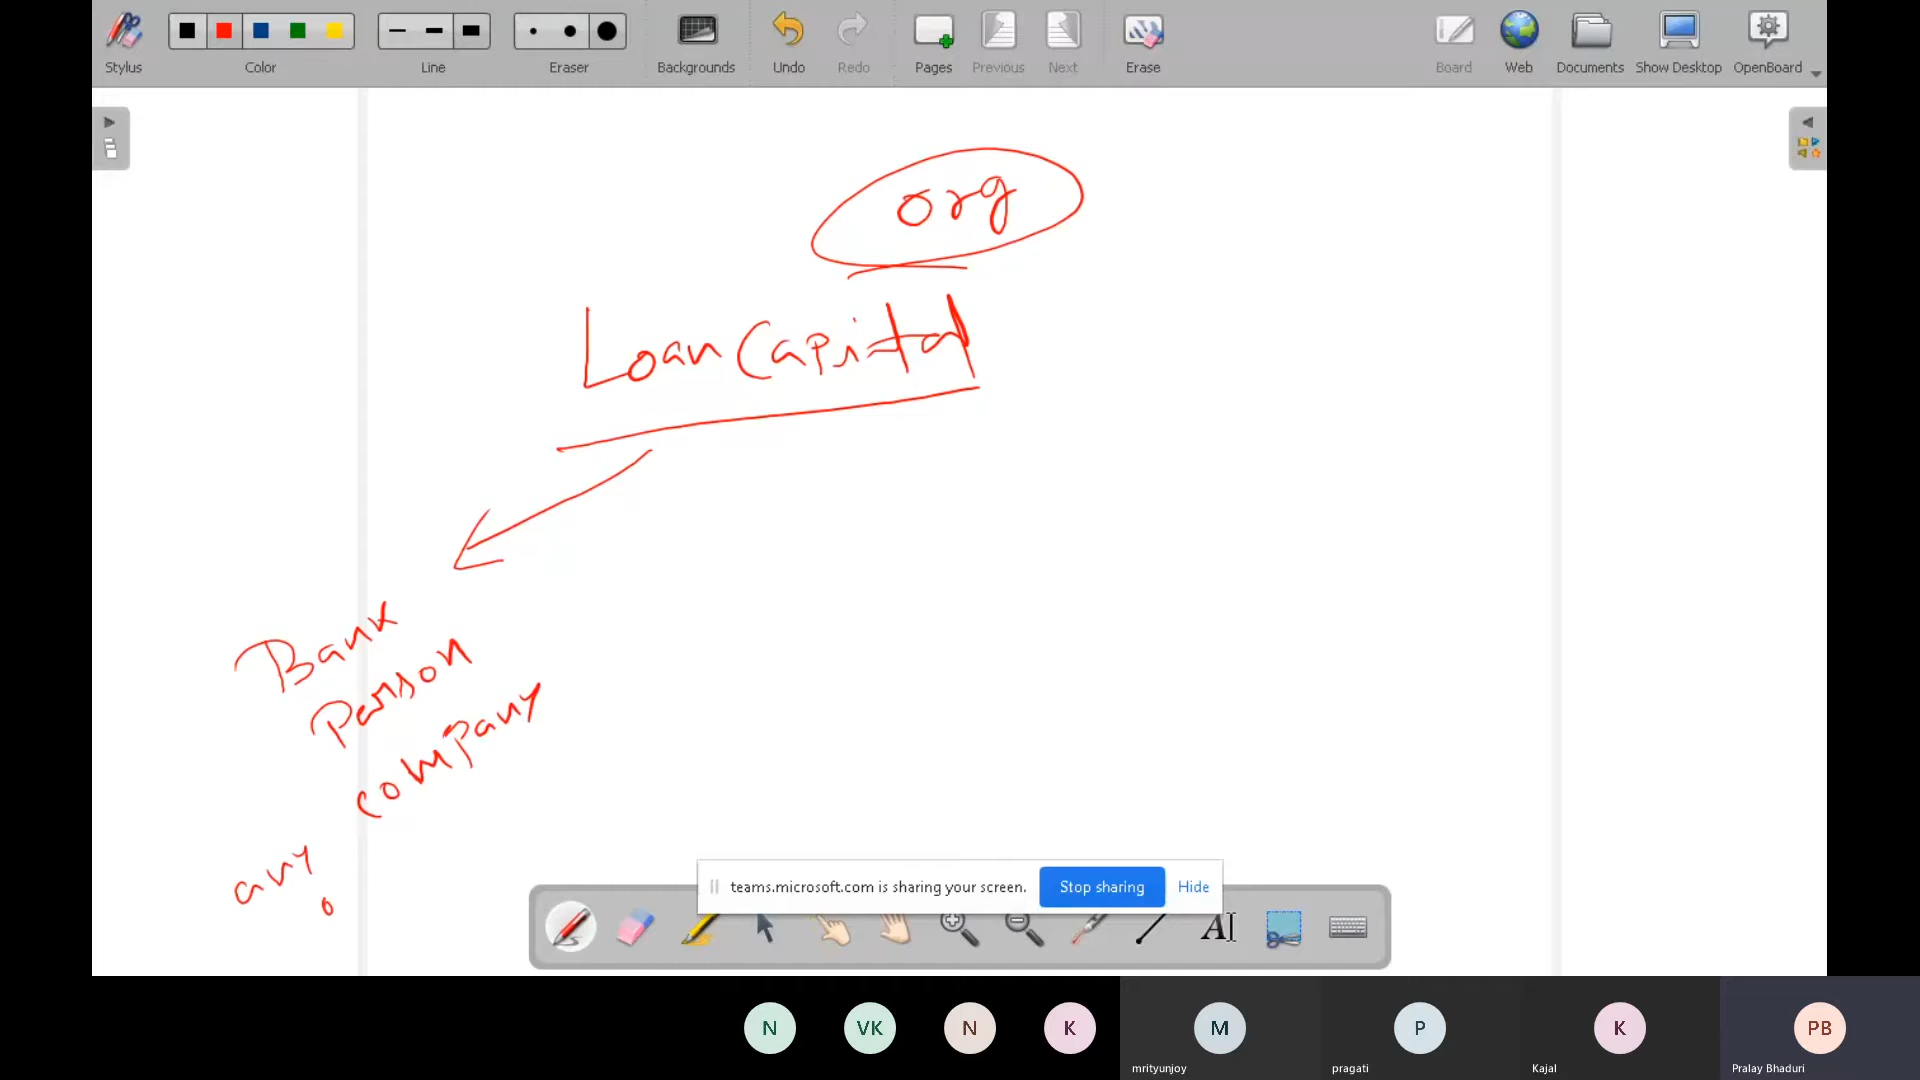 Stylus
Color
Line
Eraser
Backgrounds
Undo
Redo
Pages
Previous
Next
Erase
Board
Web
Documents
Show Desktop
OpenBoard
org
Loan Capital
Bank
Person
company
any
o
teams.microsoft.com is sharing your screen.
Stop sharing
Hide
N
VK
N
K
M
P
K
PB
mrityunjoy
pragati
Kajal
Pralay Bhaduri